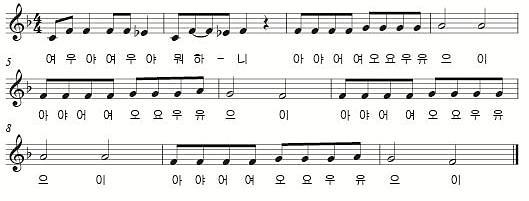 여 우 야 여 우 야 뭐 하 - 니 아 야 어 여 오 요 우 유 으 이
5
아 야 어 여 오 요 우 유 으 이 아 야 어 여 오 요 우 유
8
으 이 아 야 어 여 오 요 우 유 으 이